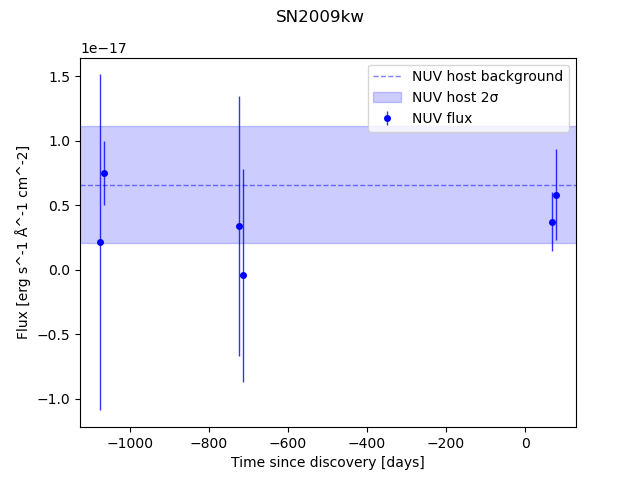 SN2009kw
1e−17
NUV host background
NUV host 2σ
NUV flux
1.5
1.0
0.5
0.0
−0.5
−1.0
Flux [erg s^-1 Å^-1 cm^-2]
−1000
−800
−600
−400
−200
0
Time since discovery [days]